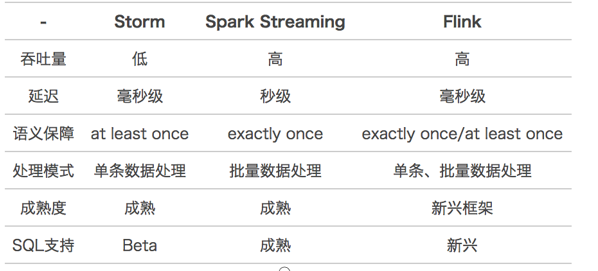 - Storm Spark Streaming Flink
吞吐量 低 高 高
延迟 毫秒级 秒级 毫秒级
语义保障 at least once exactly once exactly once/at least once
处理模式 单条数据处理 批量数据处理 单条、批量数据处理
成熟度 成熟 成熟 新兴框架
SQL支持 Beta 成熟 新兴